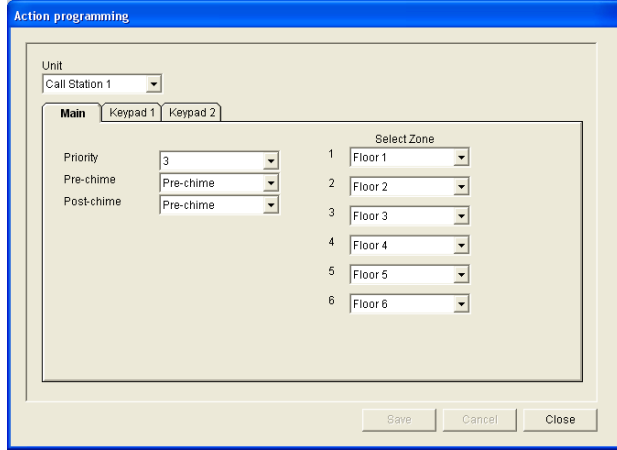 Action programming
Unit
Call Station 1
Main Keypad 1 Keypad 2
Select Zone
Priority 3 1 Floor 1
Pre-chime Pre-chime 2 Floor 2
Post-chime Pre-chime 3 Floor 3
4 Floor 4
5 Floor 5
6 Floor 6
Save Cancel Close